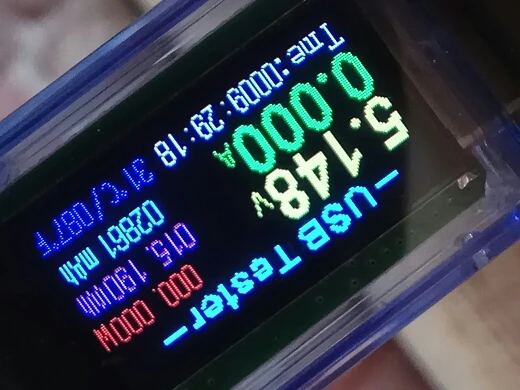 -USB Tester-
5.148V
0.000A
Time:0009:29:18
000.000W
015.190Wh
02861 mAh
31℃/087℉